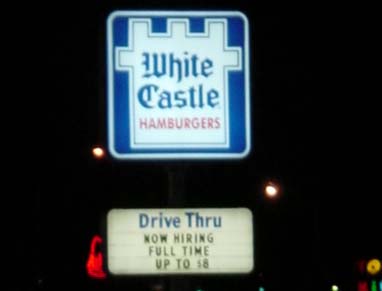 White
Castle
HAMBURGERS
Drive Thru
NOW HIRING
FULL TIME
UP TO $8